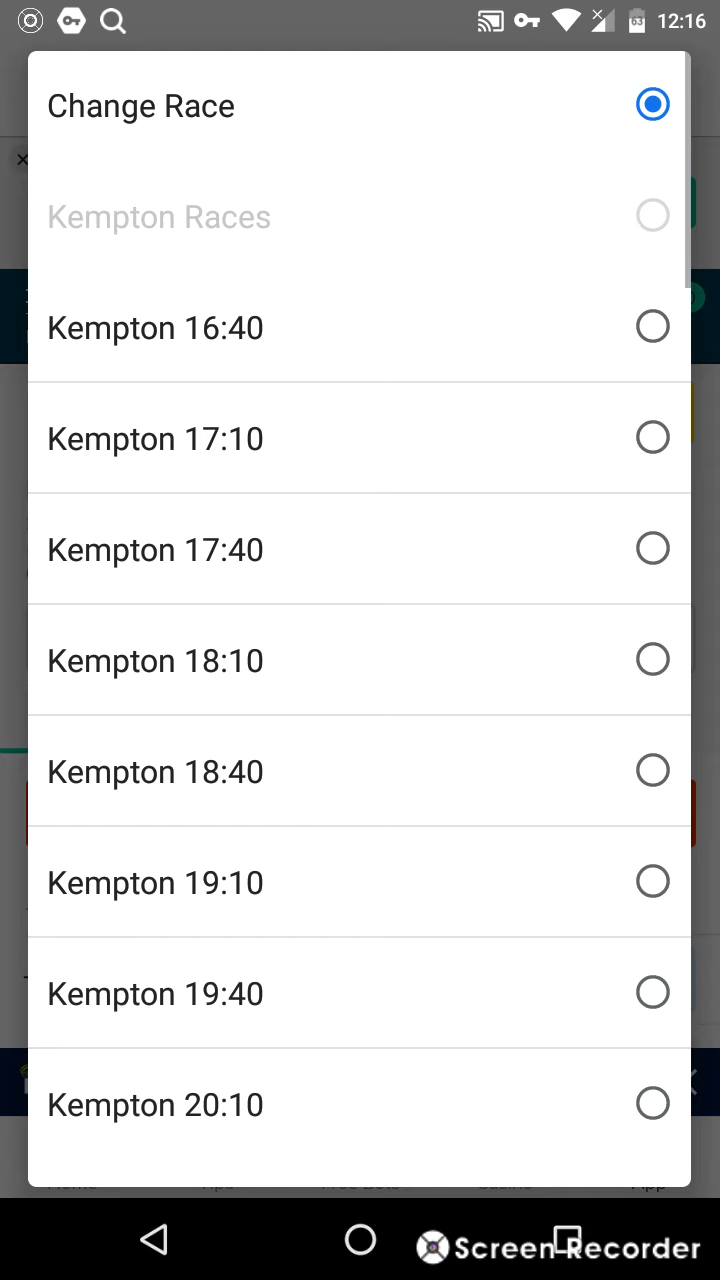 63 12:16
Change Race
Kempton Races
Kempton 16:40
Kempton 17:10
Kempton 17:40
Kempton 18:10
Kempton 18:40
Kempton 19:10
Kempton 19:40
Kempton 20:10
Screen Recorder